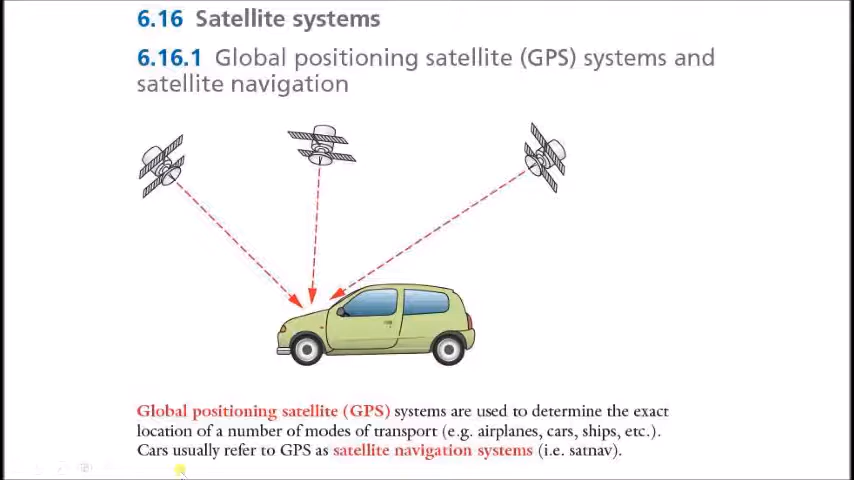 6.16 Satellite systems
6.16.1 Global positioning satellite (GPS) systems and
satellite navigation
Global positioning satellite (GPS) systems are used to determine the exact
location of a number of modes of transport (e.g. airplanes, cars, ships, etc.).
Cars usually refer to GPS as satellite navigation systems (i.e. satnav).